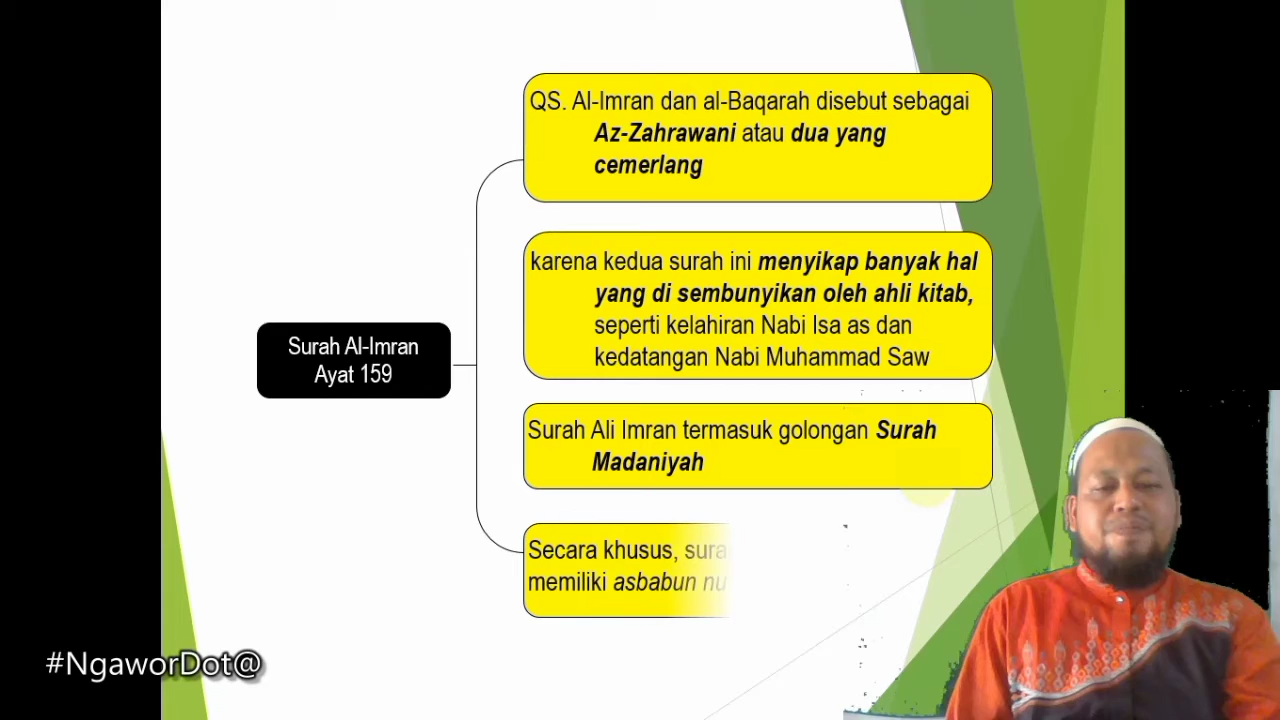 QS. Al-Imran dan al-Baqarah disebut sebagai
Az-Zahrawani atau dua yang
cemerlang
karena kedua surah ini menyikap banyak hal
yang di sembunyikan oleh ahli kitab,
seperti kelahiran Nabi Isa as dan
kedatangan Nabi Muhammad Saw
Surah Al-Imran
Ayat 159
Surah Ali Imran termasuk golongan Surah
Madaniyah
Secara khusus,
memiliki asbabun
#NgaworDot@